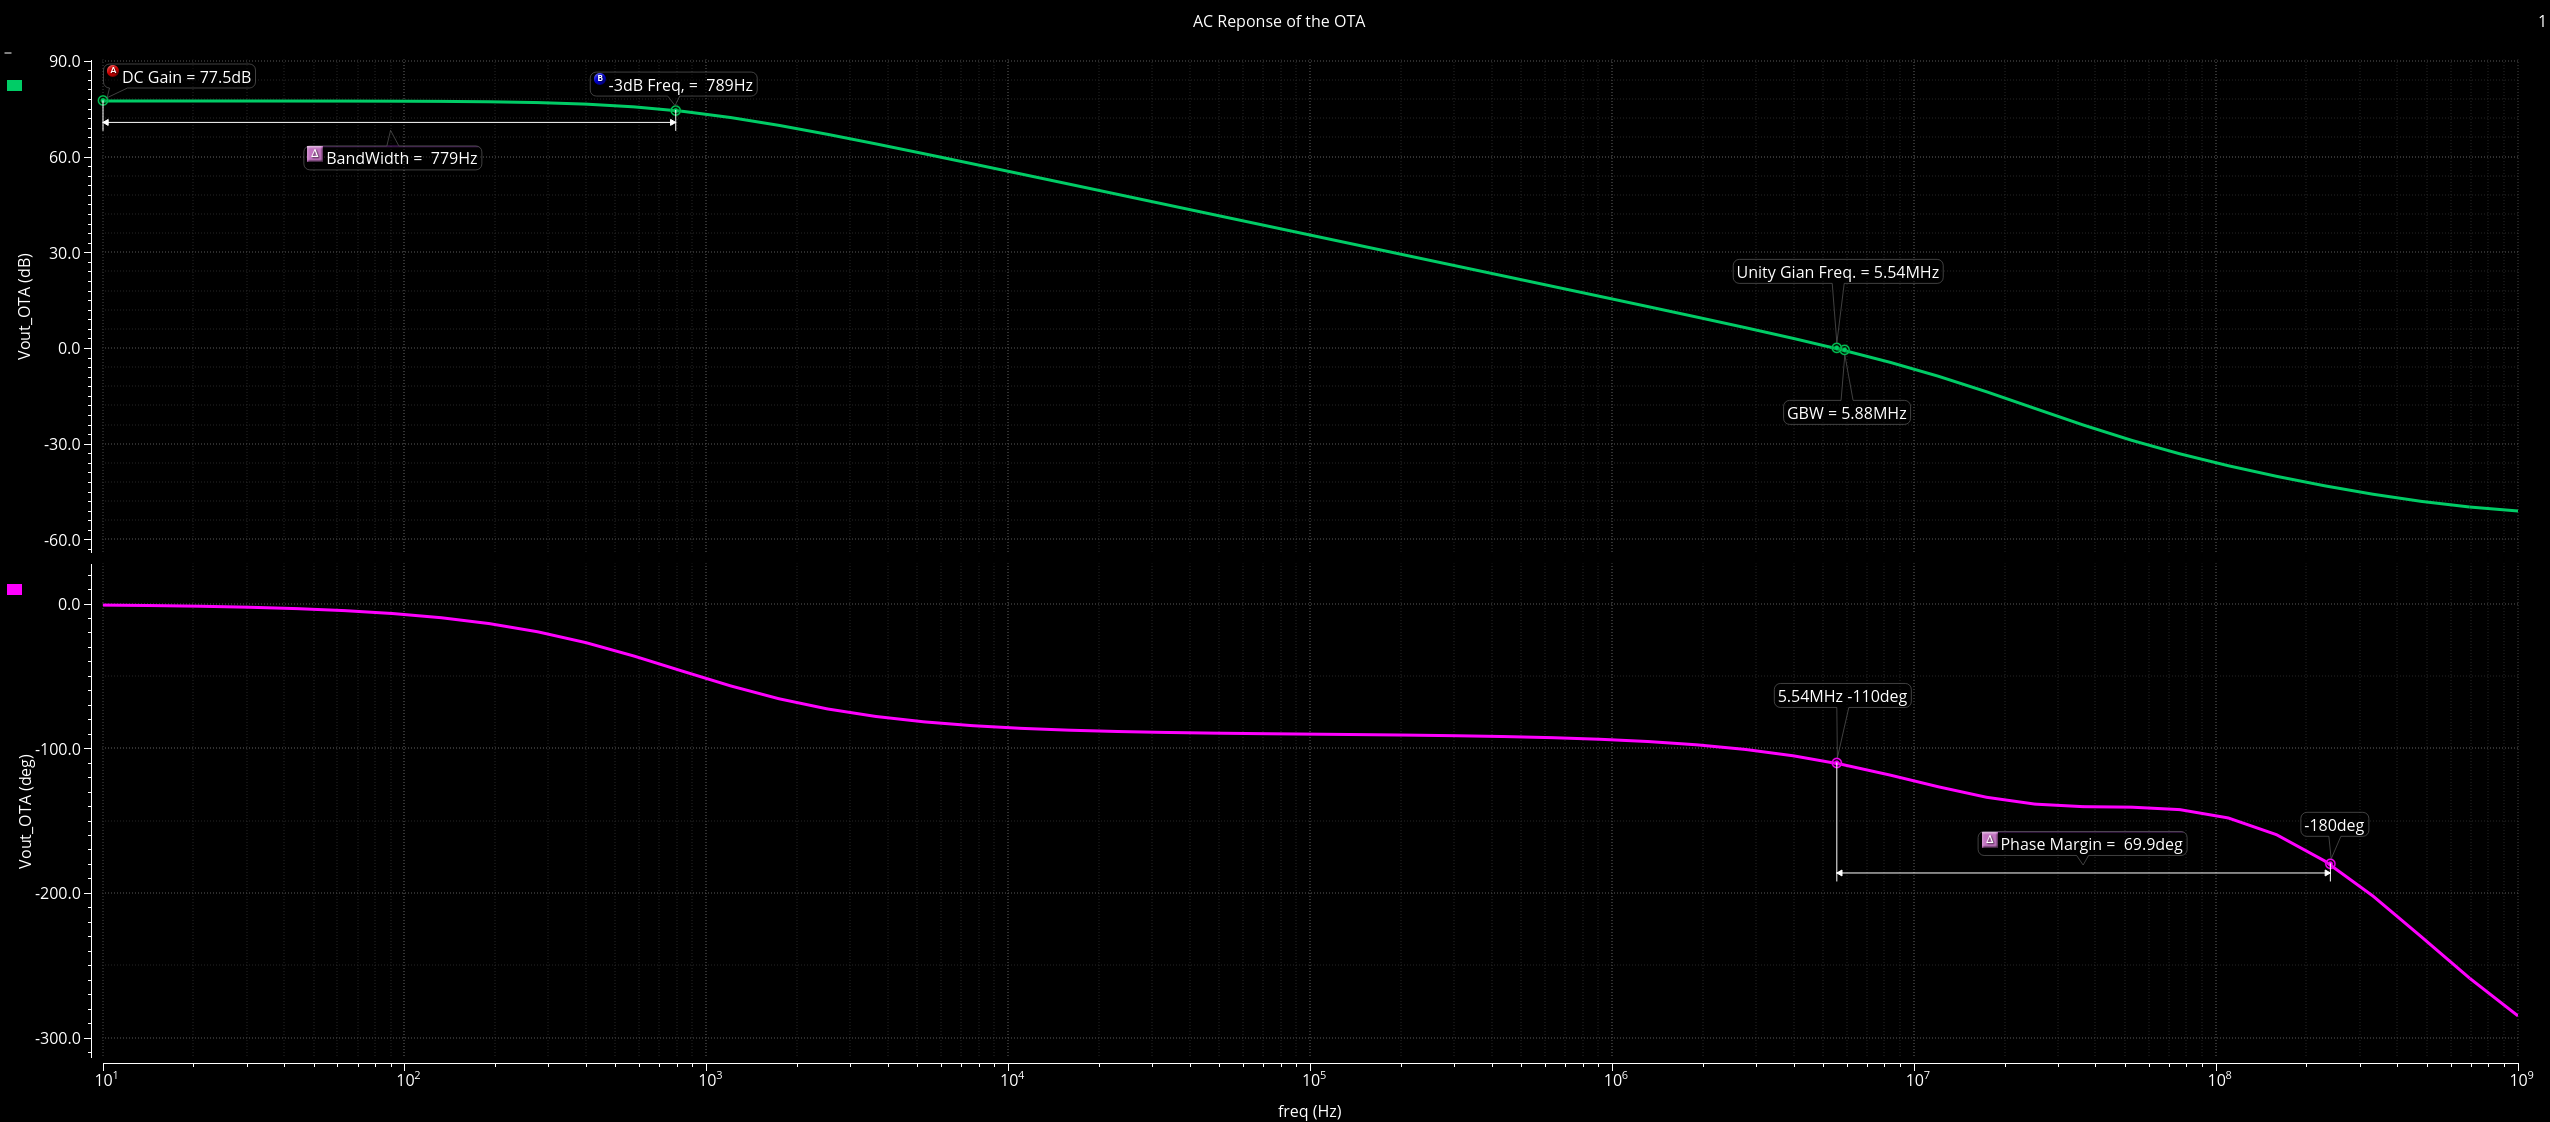 AC Reponse of the OTA
1
90.0
60.0
30.0
0.0
-30.0
-60.0
Vout_OTA (dB)
A
DC Gain = 77.5dB
B
-3dB Freq, = 789Hz
Δ
BandWidth = 779Hz
Unity Gian Freq. = 5.54MHz
GBW = 5.88MHz
0.0
-100.0
-200.0
-300.0
Vout_OTA (deg)
5.54MHz -110deg
-180deg
Δ
Phase Margin = 69.9deg
10¹
10²
10³
10⁴
10⁵
10⁶
10⁷
10⁸
10⁹
freq (Hz)